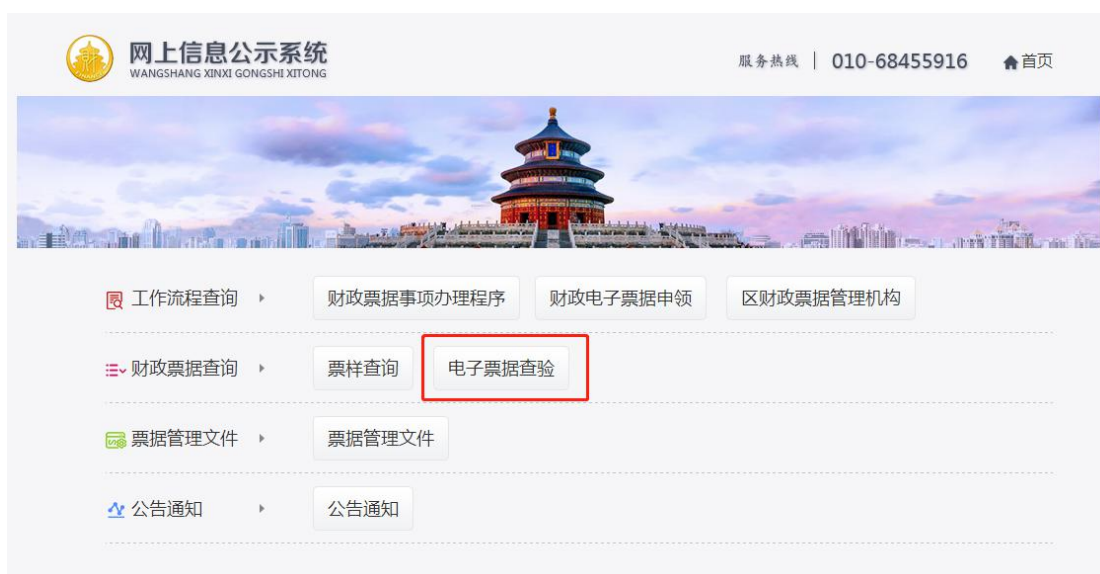 网上信息公示系统
WANGSHANG XINXI GONGSHI XITONG
服务热线 010-68455916 首页
工作流程查询 财政票据事项办理程序 财政电子票据申领 区财政票据管理机构
财政票据查询 票样查询 电子票据查验
票据管理文件 票据管理文件
公告通知 公告通知